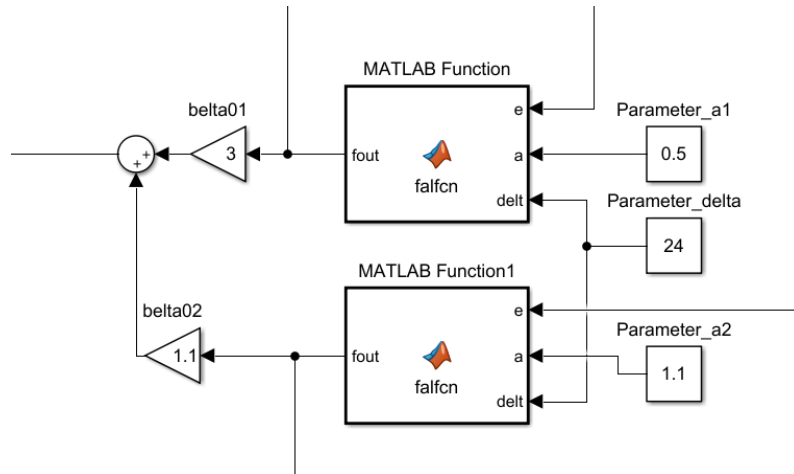 MATLAB Function
belta01
e
Parameter_a1
+
+
3
fout
a
0.5
falfcn
delt
Parameter_delta
24
MATLAB Function1
belta02
e
Parameter_a2
1.1
fout
a
1.1
falfcn
delt